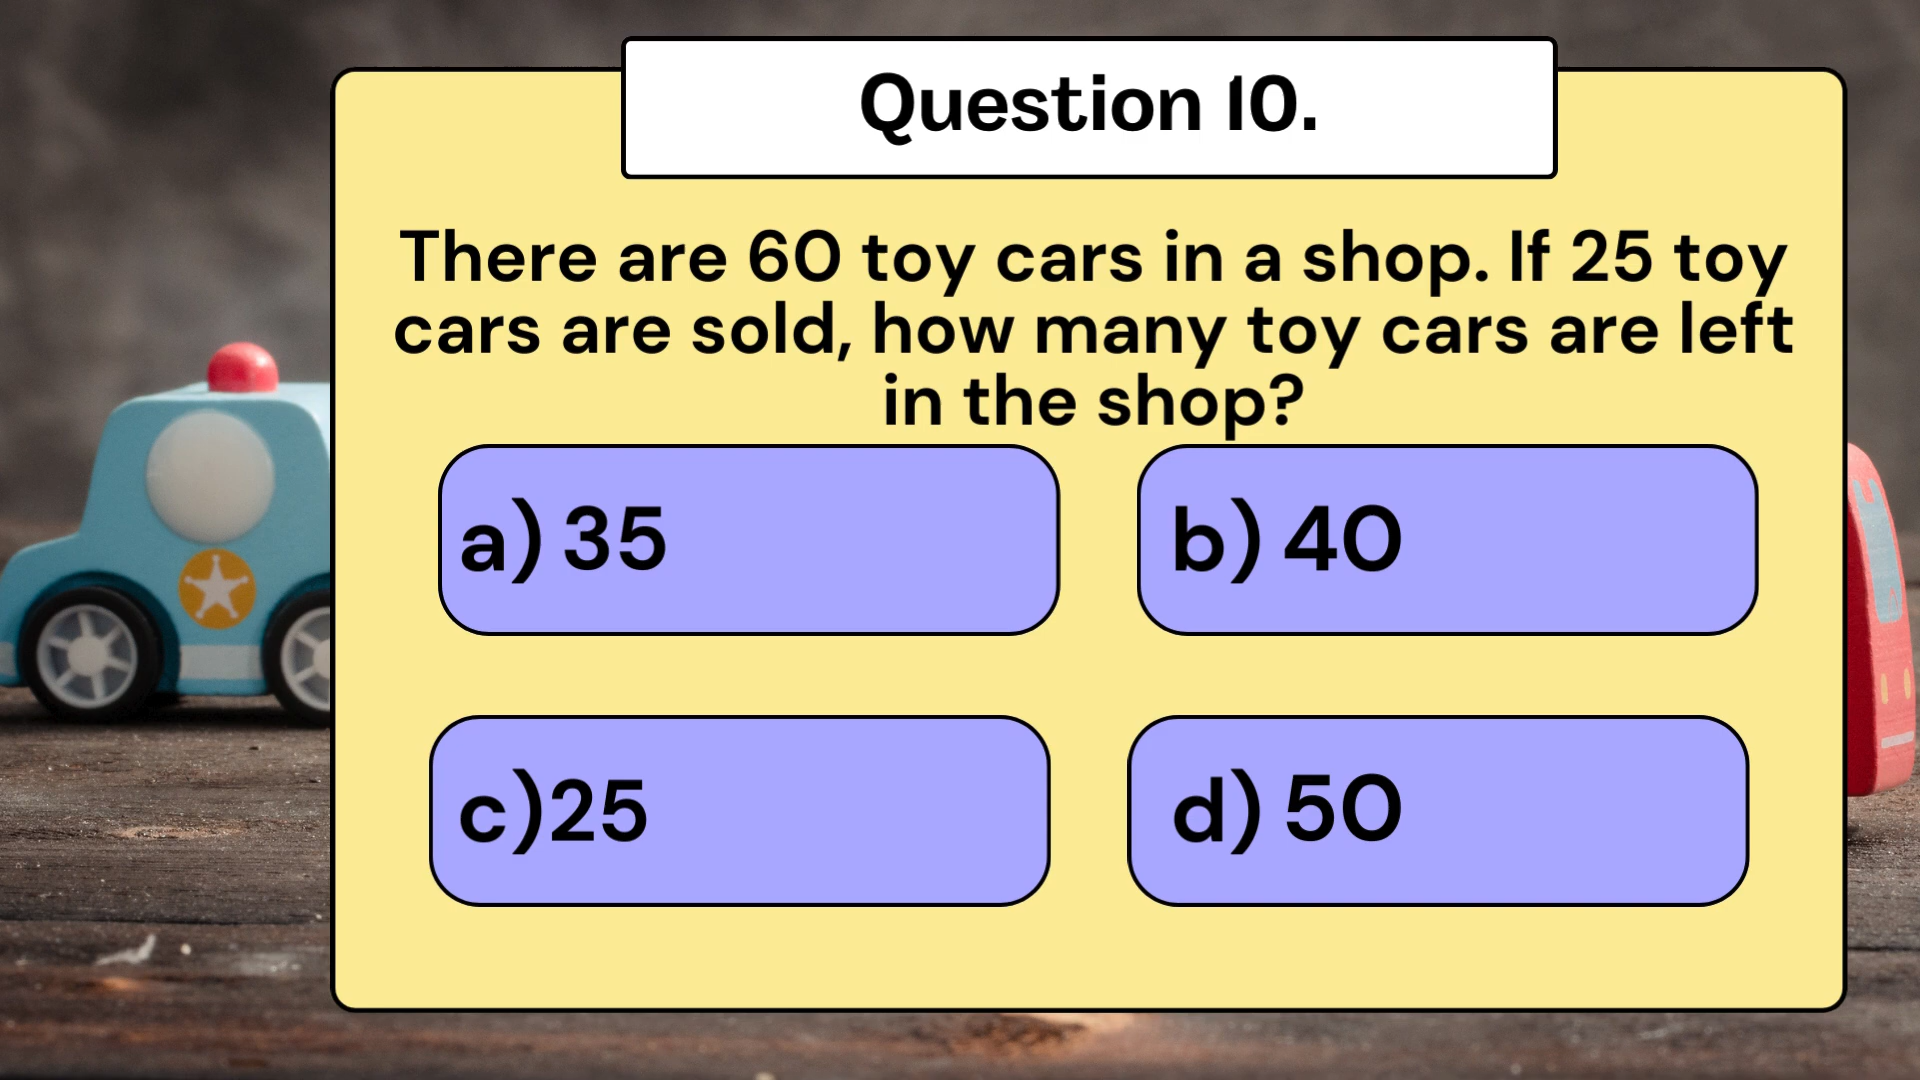 Question 10.
There are 60 toy cars in a shop. If 25 toy
cars are sold, how many toy cars are left
in the shop?
a) 35
b) 40
c)25
d) 50